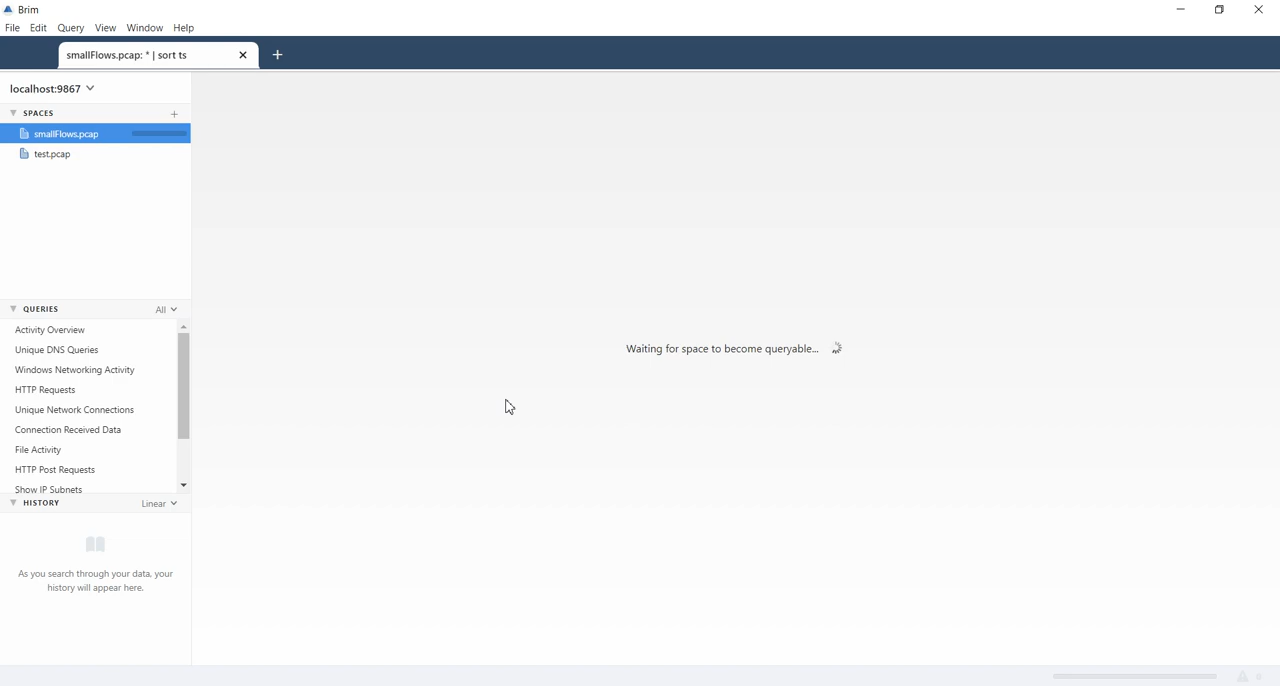 Brim
File Edit Query View Window Help
smallFlows.pcap: * | sort ts
localhost:9867
SPACES
smallFlows.pcap
test.pcap
Waiting for space to become queryable...
QUERIES All
Activity Overview
Unique DNS Queries
Windows Networking Activity
HTTP Requests
Unique Network Connections
Connection Received Data
File Activity
HTTP Post Requests
Show IP Subnets
HISTORY Linear
As you search through your data, your
history will appear here.